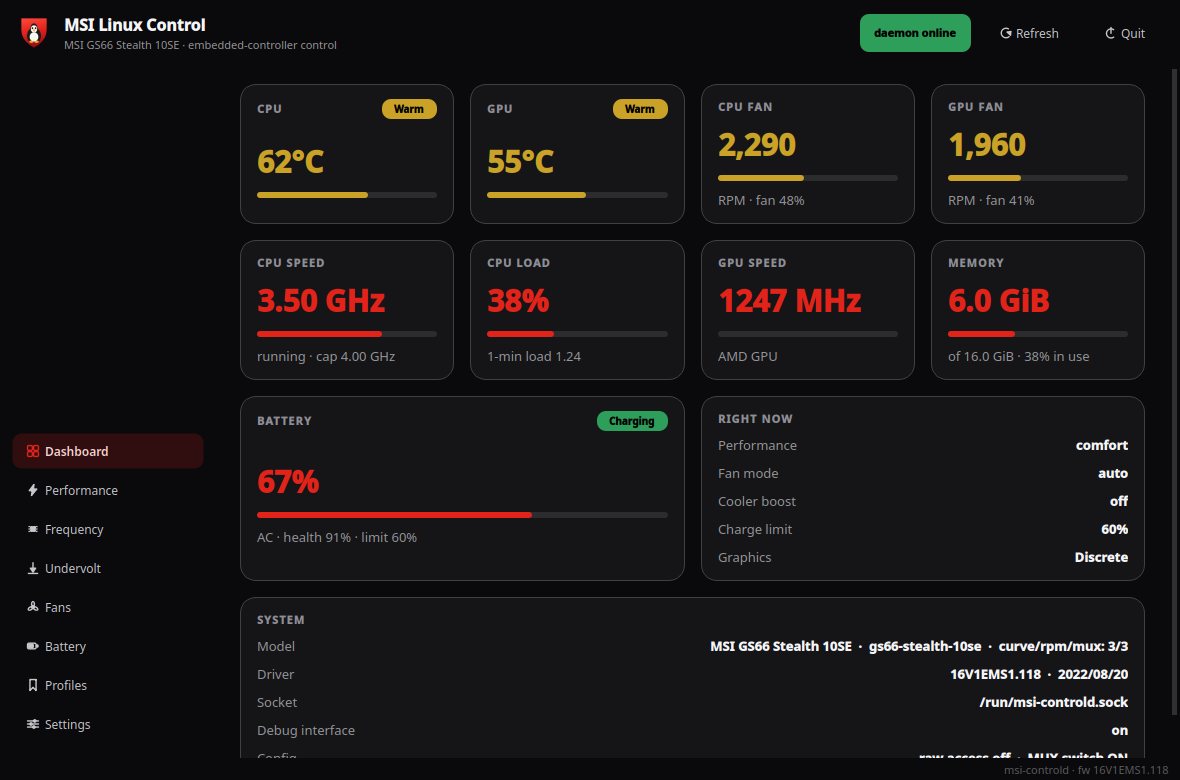 MSI Linux Control
MSI GS66 Stealth 10SE · embedded-controller control
daemon online
Refresh
Quit
CPU
Warm
62°C
GPU
Warm
55°C
CPU FAN
2,290
RPM · fan 48%
GPU FAN
1,960
RPM · fan 41%
CPU SPEED
3.50 GHz
running · cap 4.00 GHz
CPU LOAD
38%
1-min load 1.24
GPU SPEED
1247 MHz
AMD GPU
MEMORY
6.0 GiB
of 16.0 GiB · 38% in use
BATTERY
Charging
67%
AC · health 91% · limit 60%
RIGHT NOW
Performance comfort
Fan mode auto
Cooler boost off
Charge limit 60%
Graphics Discrete
Dashboard
Performance
Frequency
Undervolt
Fans
Battery
Profiles
Settings
SYSTEM
Model MSI GS66 Stealth 10SE · gs66-stealth-10se · curve/rpm/mux: 3/3
Driver 16V1EMS1.118 · 2022/08/20
Socket /run/msi-controld.sock
Debug interface on
Config raw access off · MUX switch ON
msi-controld · fw 16V1EMS1.118